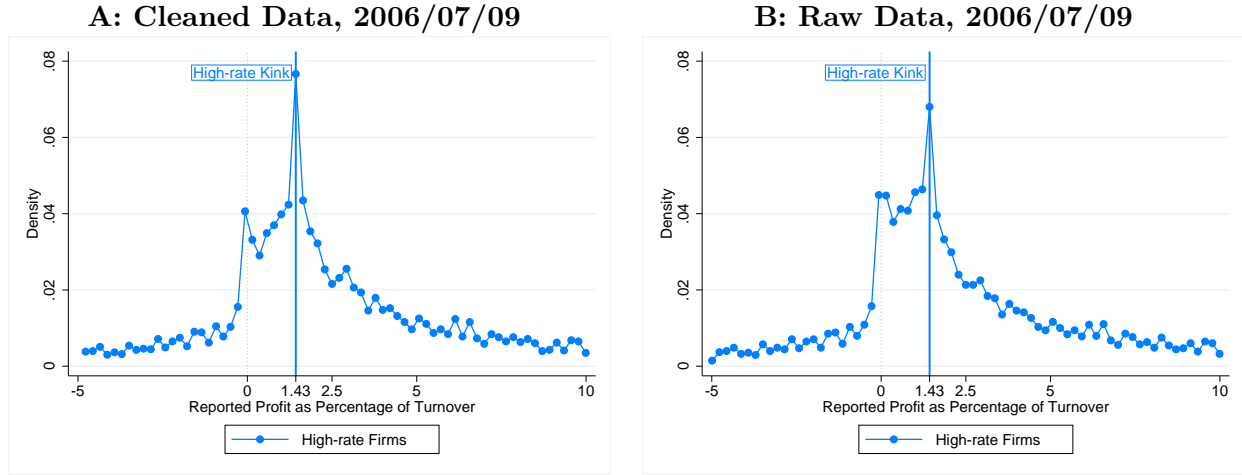 A: Cleaned Data, 2006/07/09
High-rate Kink
.08
.06
.04
.02
0
Density
-5 0 1.43 2.5 5 10
Reported Profit as Percentage of Turnover
High-rate Firms
B: Raw Data, 2006/07/09
High-rate Kink
.08
.06
.04
.02
0
Density
-5 0 1.43 2.5 5 10
Reported Profit as Percentage of Turnover
High-rate Firms